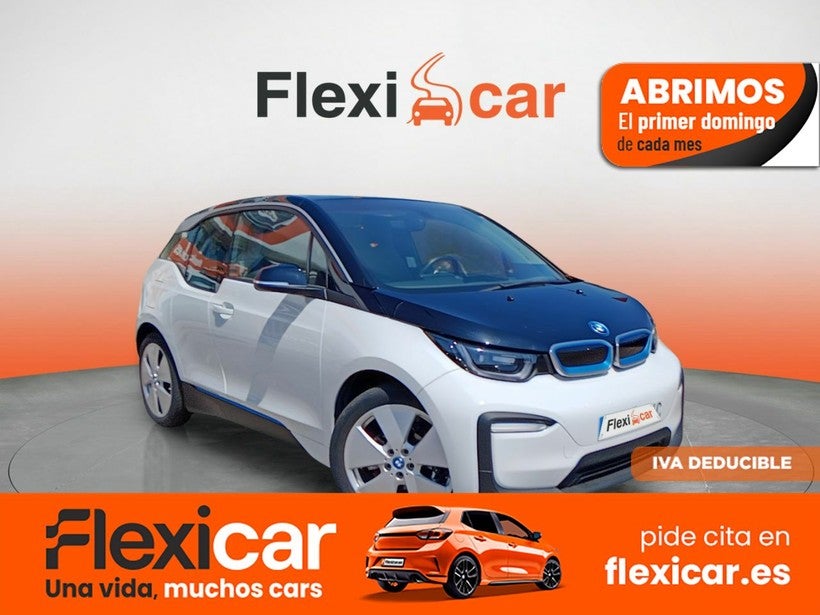 Flexicar
ABRIMOS
El primer domingo
de cada mes
Flexicar
IVA DEDUCIBLE
Flexicar
Una vida, muchos cars
pide cita en
flexicar.es